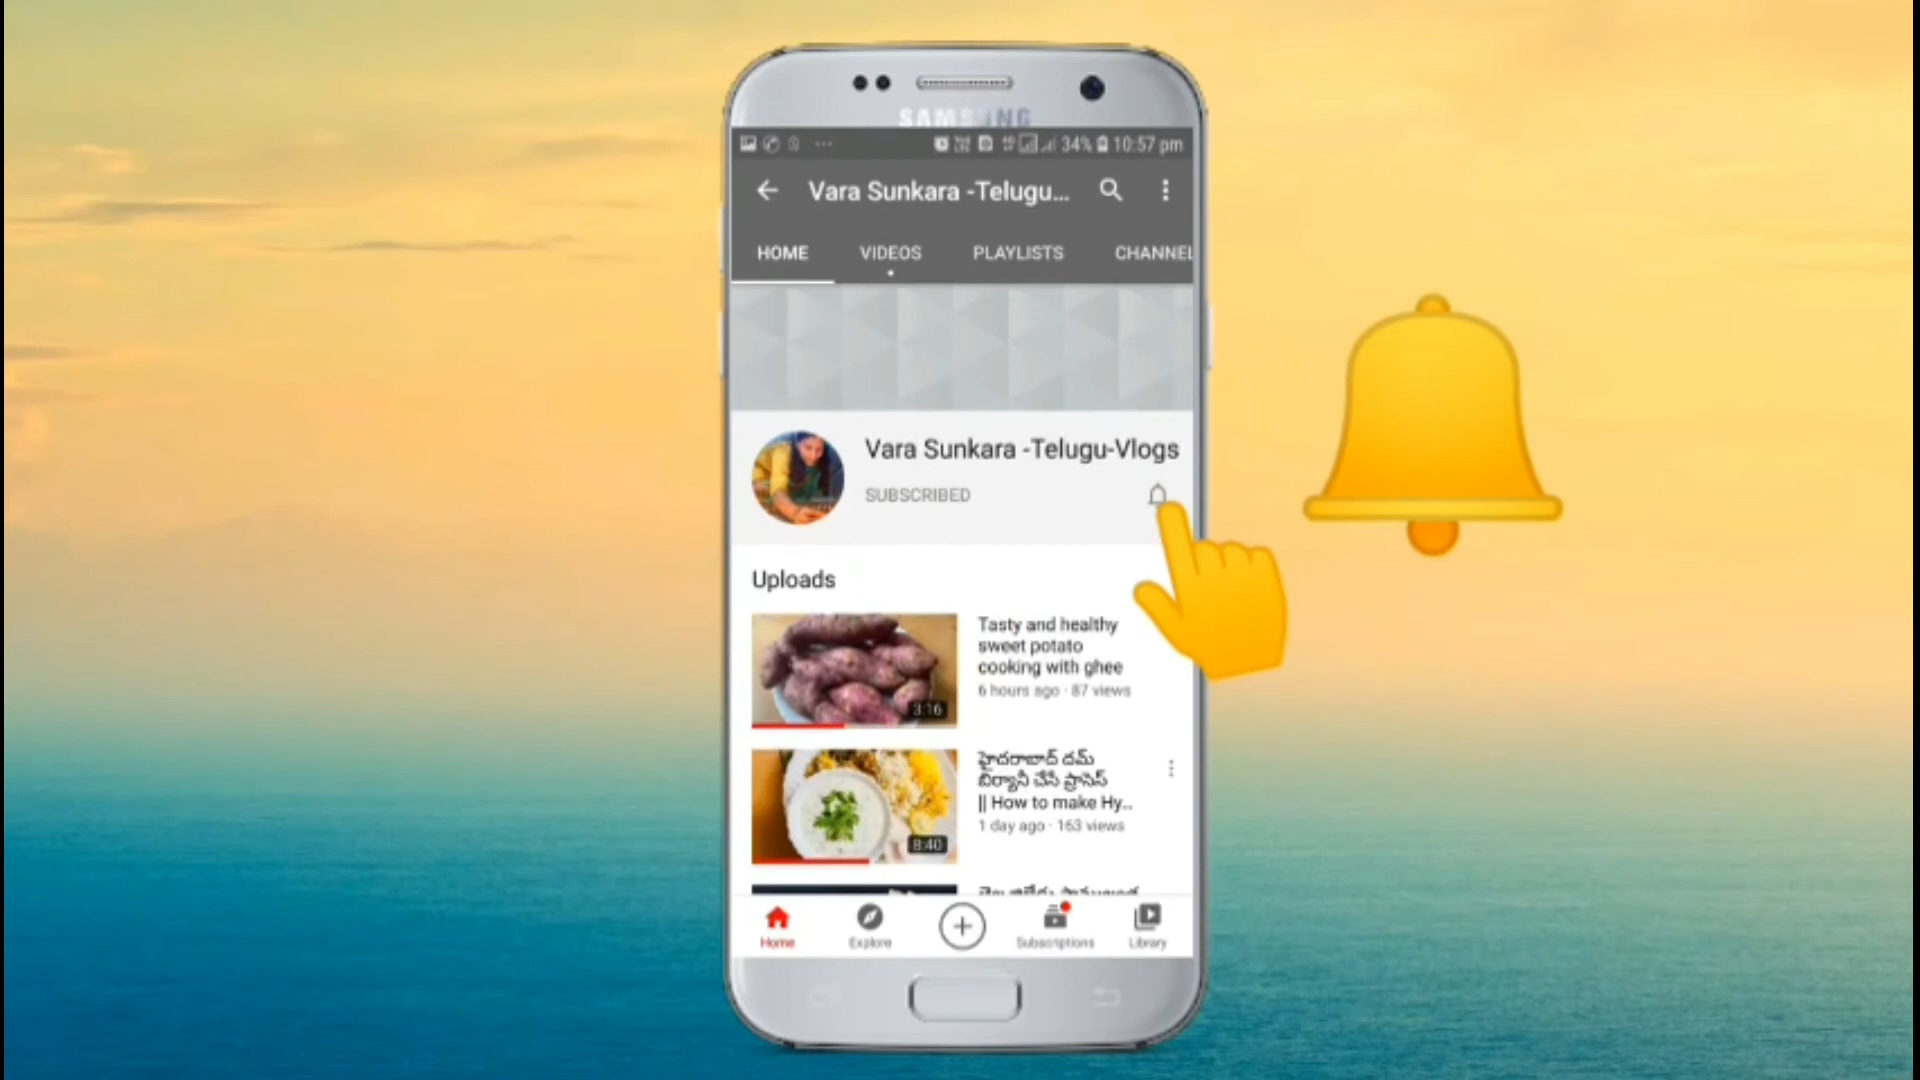 SAMSUNG
34% 10:57 pm
Vara Sunkara -Telugu...
HOME VIDEOS PLAYLISTS CHANNEL
Vara Sunkara -Telugu-Vlogs
SUBSCRIBED
Uploads
Tasty and healthy
sweet potato
cooking with ghee
6 hours ago · 87 views
3:16
హైదరాబాద్ దమ్
బిర్యానీ చేసే ప్రాసెస్
|| How to make Hy...
1 day ago · 163 views
8:40
Home Explore Subscriptions Library